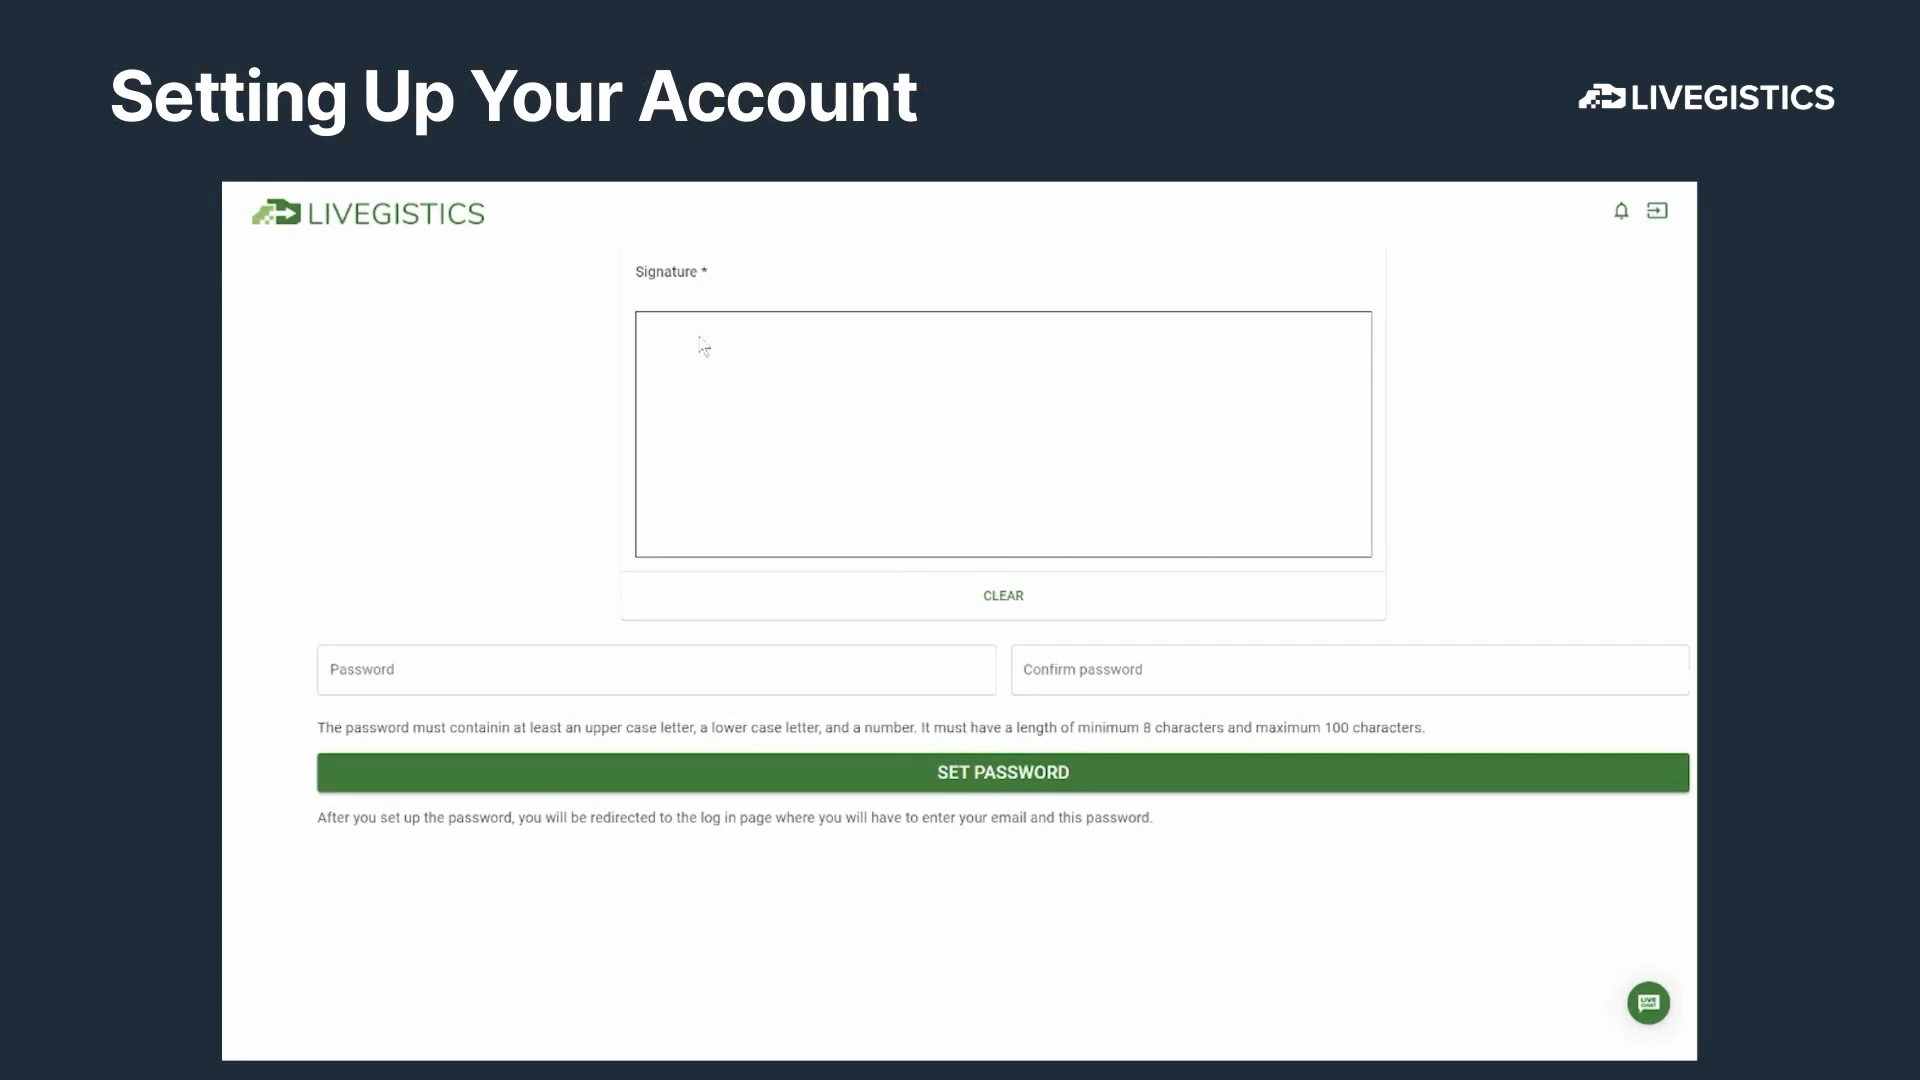 Setting Up Your Account
LIVEGISTICS
LIVEGISTICS
Signature *
CLEAR
Password
Confirm password
The password must containin at least an upper case letter, a lower case letter, and a number. It must have a length of minimum 8 characters and maximum 100 characters.
SET PASSWORD
After you set up the password, you will be redirected to the log in page where you will have to enter your email and this password.
LIVE
CHAT